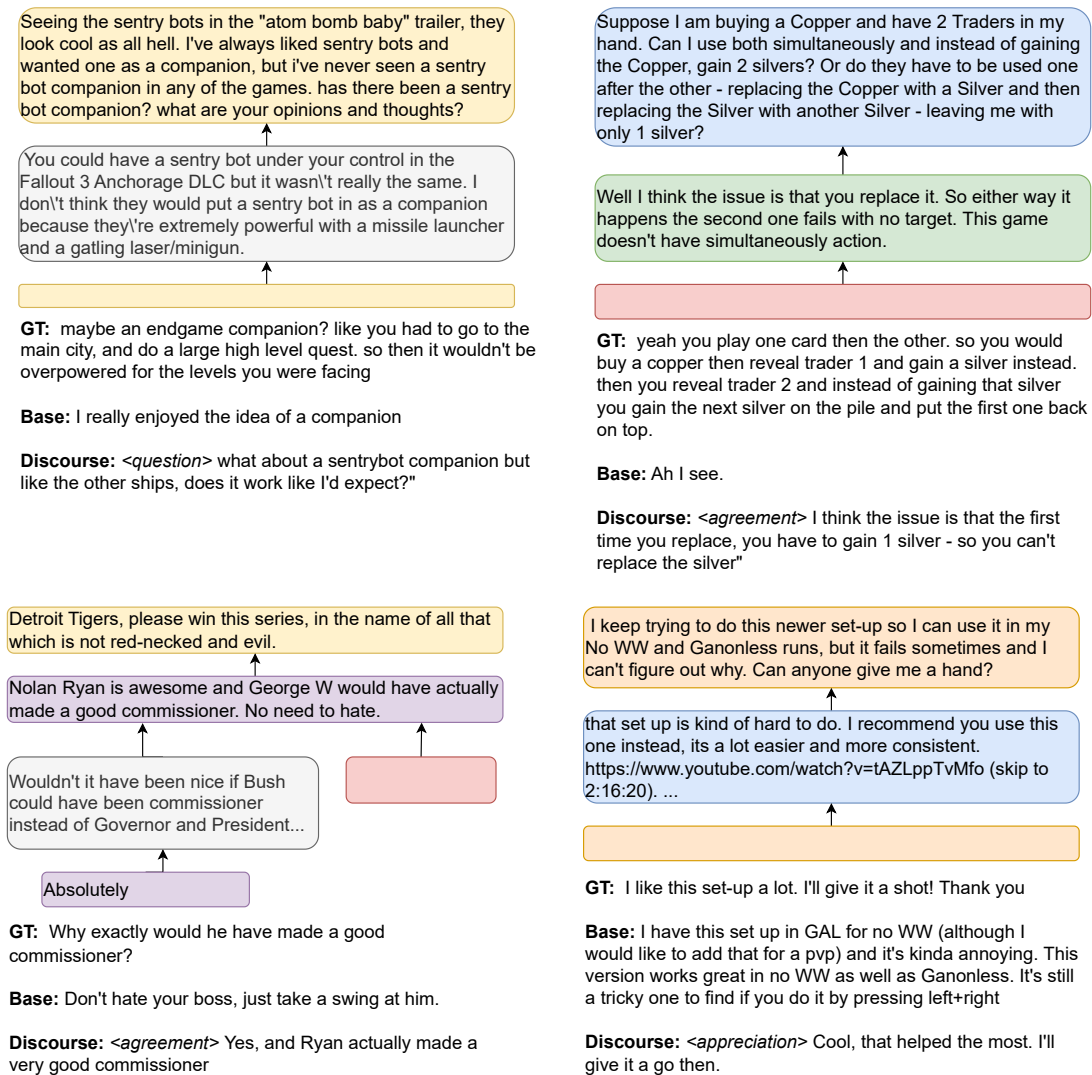 Seeing the sentry bots in the "atom bomb baby" trailer, they
look cool as all hell. I've always liked sentry bots and
wanted one as a companion, but i've never seen a sentry
bot companion in any of the games. has there been a sentry
bot companion? what are your opinions and thoughts?
You could have a sentry bot under your control in the
Fallout 3 Anchorage DLC but it wasn\'t really the same. I
don\'t think they would put a sentry bot in as a companion
because they\'re extremely powerful with a missile launcher
and a gatling laser/minigun.
GT: maybe an endgame companion? like you had to go to the
main city, and do a large high level quest. so then it wouldn't be
overpowered for the levels you were facing
Base: I really enjoyed the idea of a companion
Discourse: <question> what about a sentrybot companion but
like the other ships, does it work like I'd expect?"
Suppose I am buying a Copper and have 2 Traders in my
hand. Can I use both simultaneously and instead of gaining
the Copper, gain 2 silvers? Or do they have to be used one
after the other - replacing the Copper with a Silver and then
replacing the Silver with another Silver - leaving me with
only 1 silver?
Well I think the issue is that you replace it. So either way it
happens the second one fails with no target. This game
doesn't have simultaneously action.
GT: yeah you play one card then the other. so you would
buy a copper then reveal trader 1 and gain a silver instead.
then you reveal trader 2 and instead of gaining that silver
you gain the next silver on the pile and put the first one back
on top.
Base: Ah I see.
Discourse: <agreement> I think the issue is that the first
time you replace, you have to gain 1 silver - so you can't
replace the silver"
Detroit Tigers, please win this series, in the name of all that
which is not red-necked and evil.
Nolan Ryan is awesome and George W would have actually
made a good commissioner. No need to hate.
Wouldn't it have been nice if Bush
could have been commissioner
instead of Governor and President...
Absolutely
GT: Why exactly would he have made a good
commissioner?
Base: Don't hate your boss, just take a swing at him.
Discourse: <agreement> Yes, and Ryan actually made a
very good commissioner
I keep trying to do this newer set-up so I can use it in my
No WW and Ganonless runs, but it fails sometimes and I
can't figure out why. Can anyone give me a hand?
that set up is kind of hard to do. I recommend you use this
one instead, its a lot easier and more consistent.
https://www.youtube.com/watch?v=tAZLppTvMfo (skip to
2:16:20). ...
GT: I like this set-up a lot. I'll give it a shot! Thank you
Base: I have this set up in GAL for no WW (although I
would like to add that for a pvp) and it's kinda annoying. This
version works great in no WW as well as Ganonless. It's still
a tricky one to find if you do it by pressing left+right
Discourse: <appreciation> Cool, that helped the most. I'll
give it a go then.